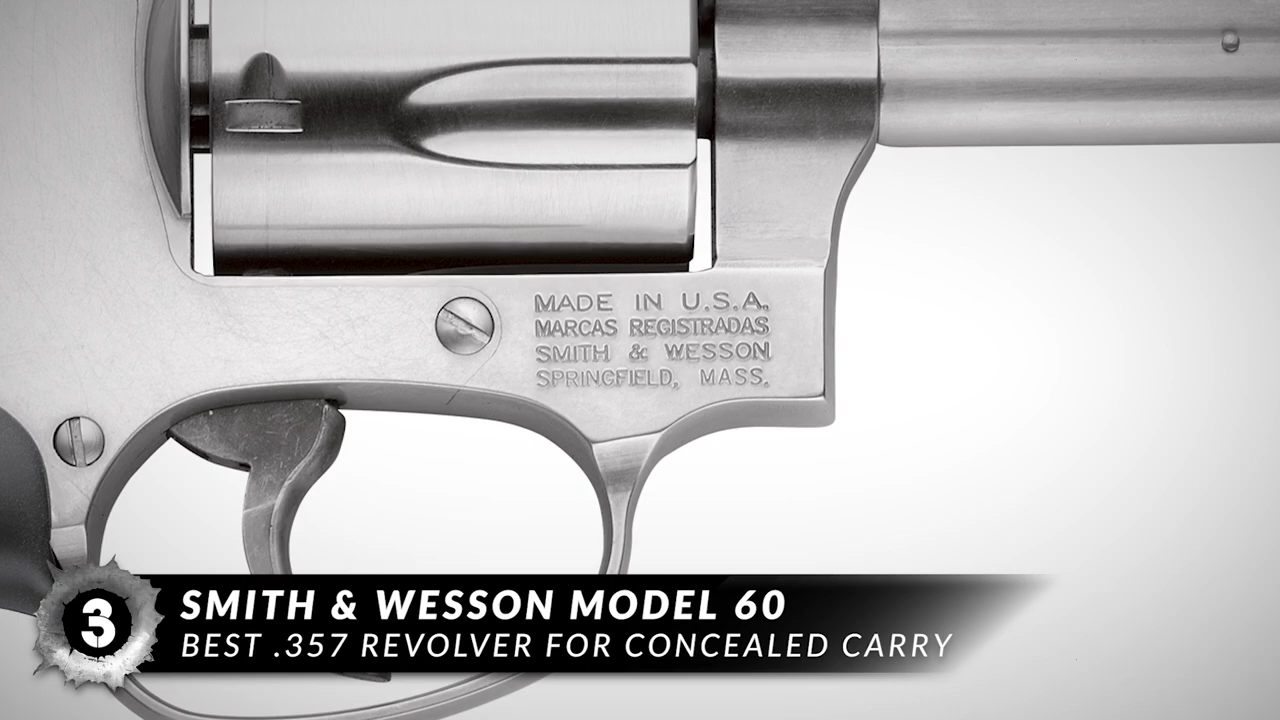 MADE IN U.S.A.
MARCAS REGISTRADAS
SMITH & WESSON
SPRINGFIELD, MASS.
3
SMITH & WESSON MODEL 60
BEST .357 REVOLVER FOR CONCEALED CARRY